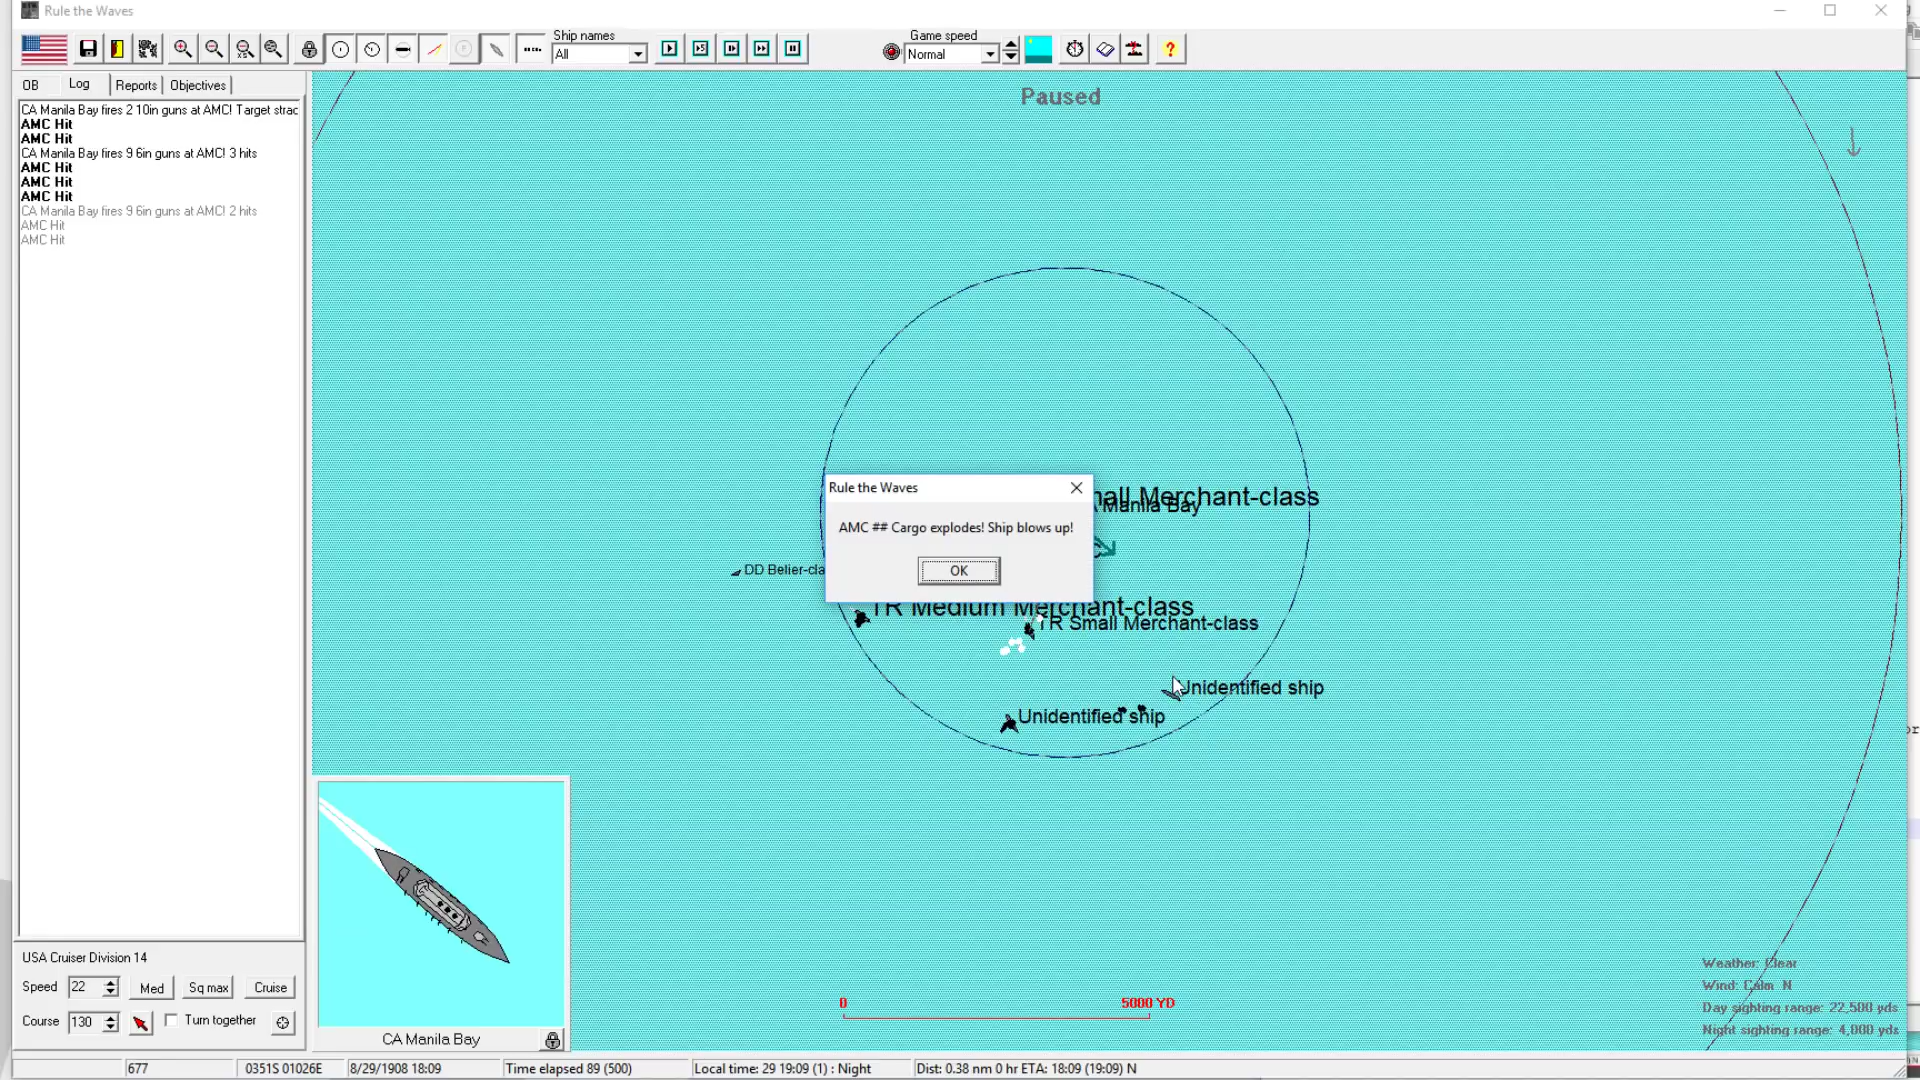 Rule the Waves
Ship names
All
Game speed
Normal
?
OB Log Reports Objectives
CA Manila Bay fires 2 10in guns at AMC! Target strac
AMC Hit
AMC Hit
CA Manila Bay fires 9 6in guns at AMC! 3 hits
AMC Hit
AMC Hit
AMC Hit
CA Manila Bay fires 9 6in guns at AMC! 2 hits
AMC Hit
AMC Hit
Paused
Rule the Waves
AMC ## Cargo explodes! Ship blows up!
OK
Merchant-class
Manila Bay
DD Belier-cla
TR Medium Merchant-class
TR Small Merchant-class
Unidentified ship
Unidentified ship
USA Cruiser Division 14
Speed 22 Med Sq max Cruise
Course 130 Turn together
CA Manila Bay
0 5000 YD
Weather: Clear
Wind: Calm N
Day sighting range: 22,500 yds
Night sighting range: 4,000 yds
677 0351S 01026E 8/29/1908 18:09 Time elapsed 89 (500) Local time: 29 19:09 (1) : Night Dist: 0.38 nm 0 hr ETA: 18:09 (19:09) N